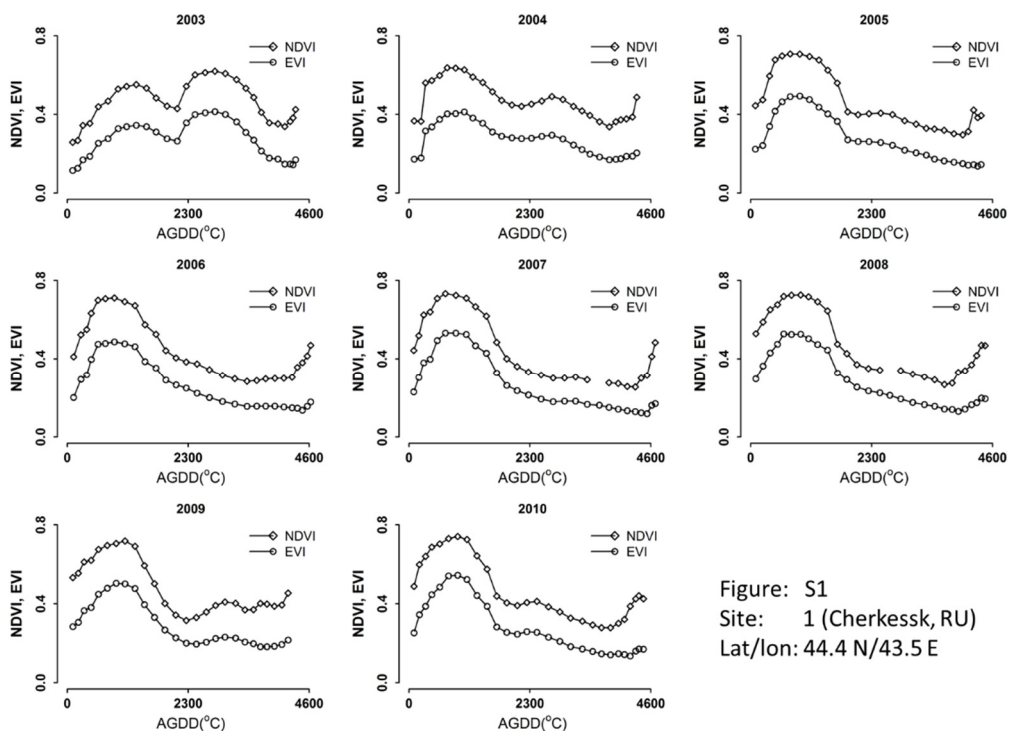 2003
NDVI, EVI
0.8
0.4
0.0
NDVI
EVI
0
2300
4600
AGDD(°C)
2004
NDVI, EVI
0.8
0.4
0.0
NDVI
EVI
0
2300
4600
AGDD(°C)
2005
NDVI, EVI
0.8
0.4
0.0
NDVI
EVI
0
2300
4600
AGDD(°C)
2006
NDVI, EVI
0.8
0.4
0.0
NDVI
EVI
0
2300
4600
AGDD(°C)
2007
NDVI, EVI
0.8
0.4
0.0
NDVI
EVI
0
2300
4600
AGDD(°C)
2008
NDVI, EVI
0.8
0.4
0.0
NDVI
EVI
0
2300
4600
AGDD(°C)
2009
NDVI, EVI
0.8
0.4
0.0
NDVI
EVI
0
2300
4600
AGDD(°C)
2010
NDVI, EVI
0.8
0.4
0.0
NDVI
EVI
0
2300
4600
AGDD(°C)
Figure: S1
Site: 1 (Cherkessk, RU)
Lat/lon: 44.4 N/43.5 E